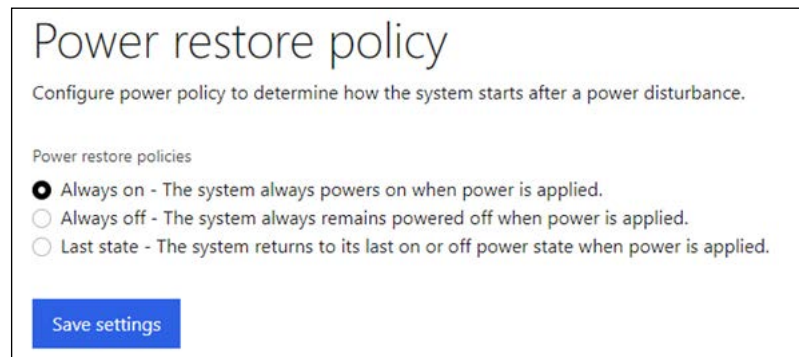 Power restore policy
Configure power policy to determine how the system starts after a power disturbance.
Power restore policies
Always on - The system always powers on when power is applied.
Always off - The system always remains powered off when power is applied.
Last state - The system returns to its last on or off power state when power is applied.
Save settings